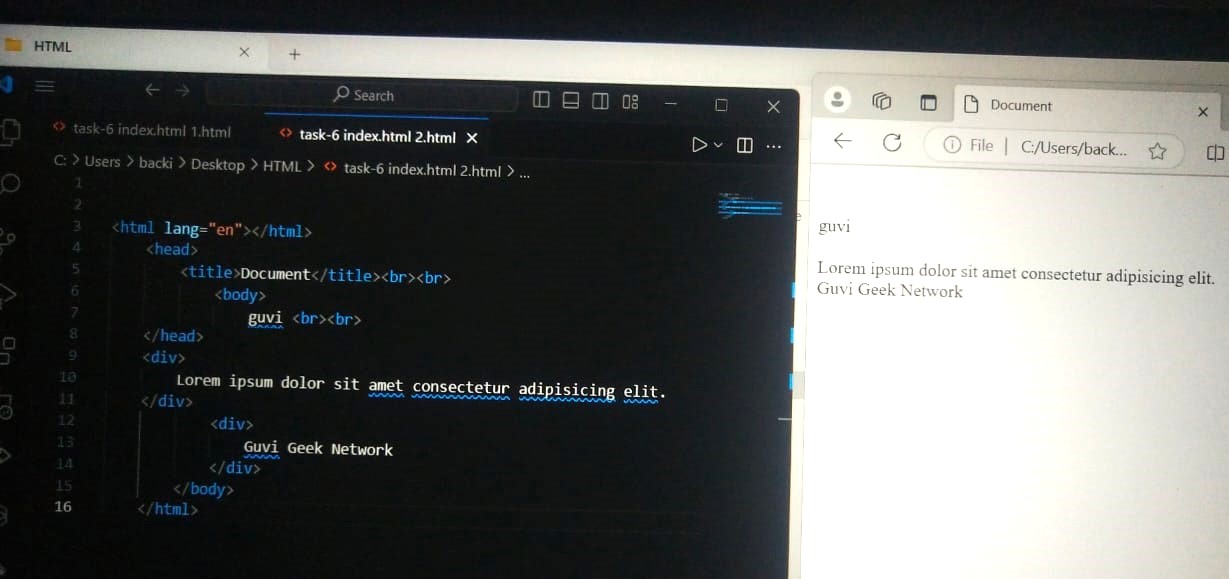 HTML
Search
task-6 index.html 1.html
task-6 index.html 2.html
C: > Users > backi > Desktop > HTML > task-6 index.html 2.html > ...
1
2
3 <html lang="en"></html>
4 <head>
5 <title>Document</title><br><br>
6 <body>
7 guvi <br><br>
8 </head>
9 <div>
10 Lorem ipsum dolor sit amet consectetur adipisicing elit.
11 </div>
12 <div>
13 Guvi Geek Network
14 </div>
15 </body>
16 </html>
Document
File | C:/Users/back...
guvi
Lorem ipsum dolor sit amet consectetur adipisicing elit.
Guvi Geek Network